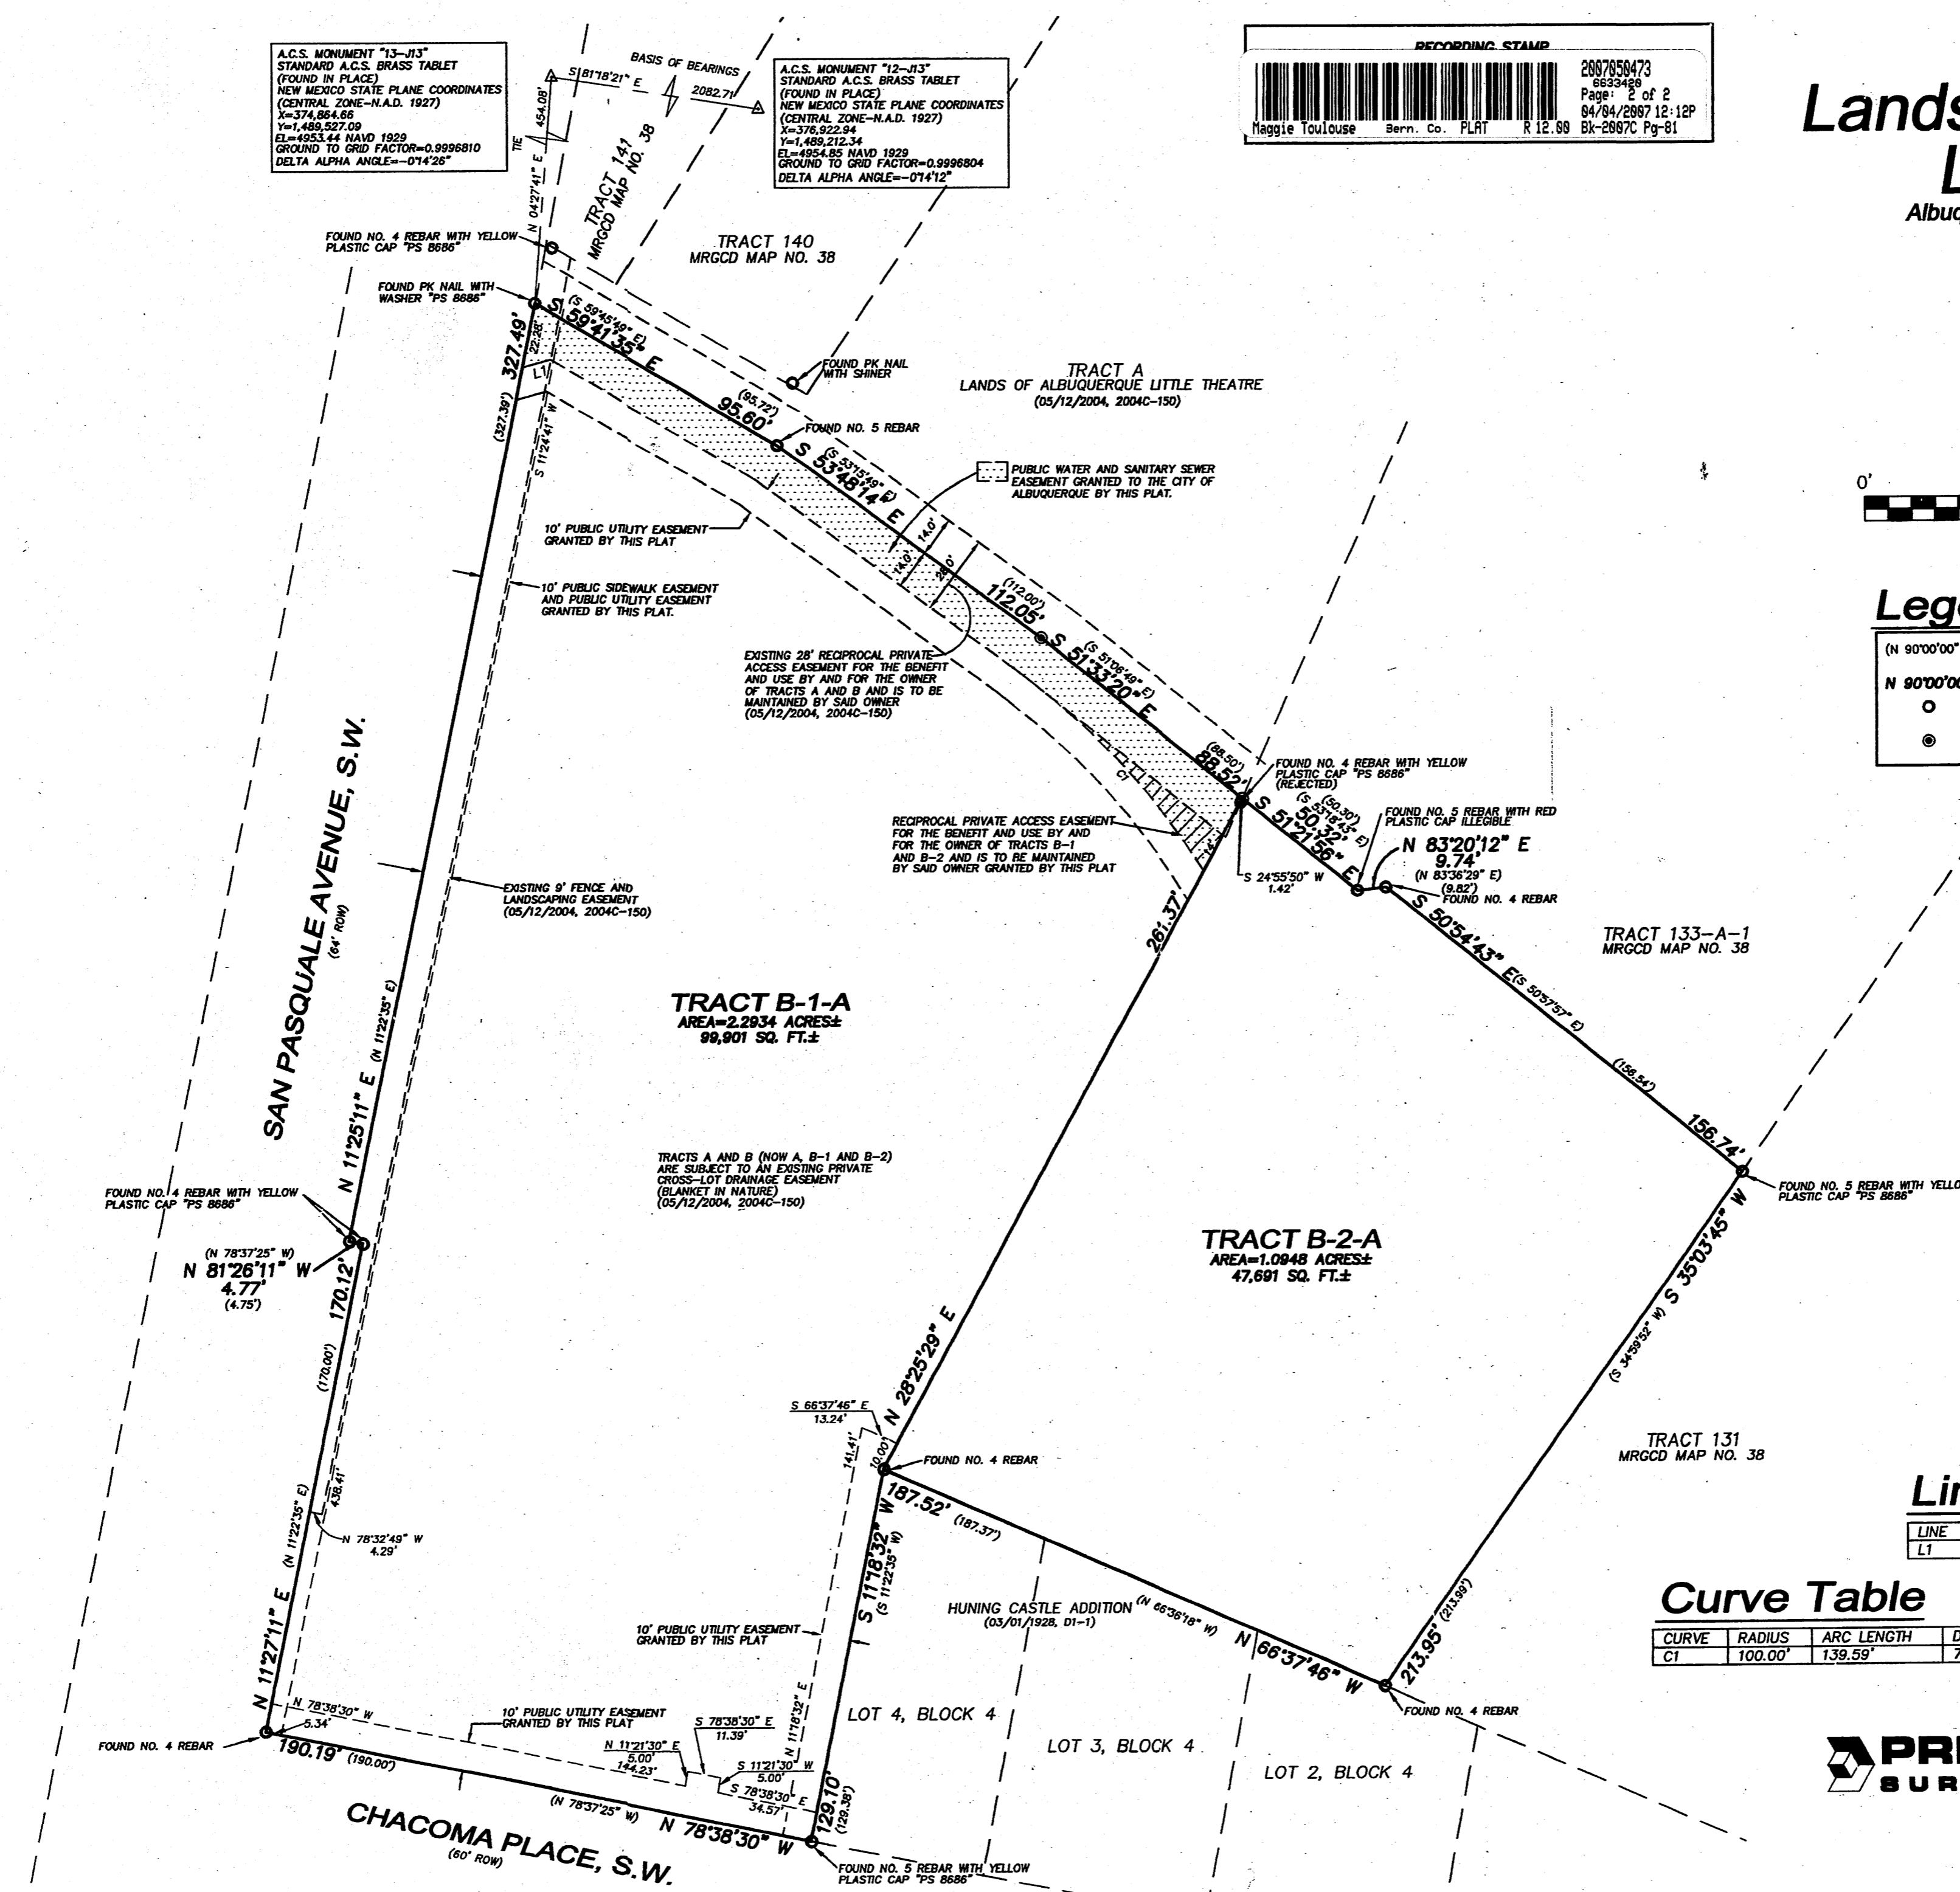 A.C.S. MONUMENT "13-J13"
STANDARD A.C.S. BRASS TABLET
(FOUND IN PLACE)
NEW MEXICO STATE PLANE COORDINATES
(CENTRAL ZONE-N.A.D. 1927)
X=374,864.66
Y=1,489,527.09
EL=4953.44 NAVD 1929
GROUND TO GRID FACTOR=0.9996810
DELTA ALPHA ANGLE=-0°14'26"
BASIS OF BEARINGS
S 81°18'21" E
2082.71'
454.08'
TIE
N 04°27'41" E
A.C.S. MONUMENT "12-J13"
STANDARD A.C.S. BRASS TABLET
(FOUND IN PLACE)
NEW MEXICO STATE PLANE COORDINATES
(CENTRAL ZONE-N.A.D. 1927)
X=376,922.94
Y=1,489,212.34
EL=4954.85 NAVD 1929
GROUND TO GRID FACTOR=0.9996804
DELTA ALPHA ANGLE=-0°14'12"
RECORDING STAMP
2007050473
6633420
Page: 2 of 2
04/04/2007 12:12P
Maggie Toulouse Bern. Co. PLAT R 12.00 Bk-2007C Pg-81
Lands
L
Albuq
TRACT 141
MRGCD MAP NO. 38
TRACT 140
MRGCD MAP NO. 38
FOUND NO. 4 REBAR WITH YELLOW
PLASTIC CAP "PS 8686"
FOUND PK NAIL WITH
WASHER "PS 8686"
(S 59°45'49" E)
S 59°41'35" E
(95.72')
95.60'
327.49'
(327.39')
22.28'
L1
S 11°24'41" W
FOUND PK NAIL
WITH SHINER
TRACT A
LANDS OF ALBUQUERQUE LITTLE THEATRE
(05/12/2004, 2004C-150)
FOUND NO. 5 REBAR
(S 53°15'49" E)
S 53°48'14" E
PUBLIC WATER AND SANITARY SEWER
EASEMENT GRANTED TO THE CITY OF
ALBUQUERQUE BY THIS PLAT.
0'
10' PUBLIC UTILITY EASEMENT
GRANTED BY THIS PLAT
14.0'
14.0'
28.0'
(112.00')
112.05'
10' PUBLIC SIDEWALK EASEMENT
AND PUBLIC UTILITY EASEMENT
GRANTED BY THIS PLAT.
Lege
(N 90°00'00"
N 90°00'00
EXISTING 28' RECIPROCAL PRIVATE
ACCESS EASEMENT FOR THE BENEFIT
AND USE BY AND FOR THE OWNER
OF TRACTS A AND B AND IS TO BE
MAINTAINED BY SAID OWNER
(05/12/2004, 2004C-150)
(S 51°06'49" E)
S 51°33'20" E
(88.50')
88.52'
C1
FOUND NO. 4 REBAR WITH YELLOW
PLASTIC CAP "PS 8686"
(REJECTED)
(50.30')
(S 53°18'43" E)
50.32'
S 51°21'56" E
FOUND NO. 5 REBAR WITH RED
PLASTIC CAP ILLEGIBLE
N 83°20'12" E
9.74'
(N 83°36'29" E)
(9.82')
FOUND NO. 4 REBAR
RECIPROCAL PRIVATE ACCESS EASEMENT
FOR THE BENEFIT AND USE BY AND
FOR THE OWNER OF TRACTS B-1
AND B-2 AND IS TO BE MAINTAINED
BY SAID OWNER GRANTED BY THIS PLAT
S 24°55'50" W
1.42'
261.37'
EXISTING 9' FENCE AND
LANDSCAPING EASEMENT
(05/12/2004, 2004C-150)
SAN PASQUALE AVENUE, S.W.
(64' ROW)
S 50°54'43" E
(S 50°57'57" E)
(156.54')
156.74'
TRACT 133-A-1
MRGCD MAP NO. 38
TRACT B-1-A
AREA=2.2934 ACRES±
99,901 SQ. FT.±
N 11°25'11" E
(N 11°22'35" E)
TRACTS A AND B (NOW A, B-1 AND B-2)
ARE SUBJECT TO AN EXISTING PRIVATE
CROSS-LOT DRAINAGE EASEMENT
(BLANKET IN NATURE)
(05/12/2004, 2004C-150)
FOUND NO. 4 REBAR WITH YELLOW
PLASTIC CAP "PS 8686"
(N 78°37'25" W)
N 81°26'11" W
4.77'
(4.75')
170.12'
(170.00')
FOUND NO. 5 REBAR WITH YELLO
PLASTIC CAP "PS 8686"
TRACT B-2-A
AREA=1.0948 ACRES±
47,691 SQ. FT.±
S 35°03'45" W
(S 34°59'52" W)
N 28°25'29" E
S 66°37'46" E
13.24'
141.41'
10.00'
FOUND NO. 4 REBAR
187.52'
(187.37')
TRACT 131
MRGCD MAP NO. 38
438.41'
N 78°32'49" W
4.29'
(N 11°22'35" E)
N 11°27'11" E
S 11°18'32" W
(S 11°22'35" W)
HUNING CASTLE ADDITION
(03/01/1928, D1-1)
(N 66°36'18" W)
N 66°37'46" W
213.95'
(213.99')
FOUND NO. 4 REBAR
Lin
LINE
L1
Curve Table
CURVE RADIUS ARC LENGTH D
C1 100.00' 139.59' 7
10' PUBLIC UTILITY EASEMENT
GRANTED BY THIS PLAT
N 11°18'32" E
N 78°38'30" W
5.34'
10' PUBLIC UTILITY EASEMENT
GRANTED BY THIS PLAT
S 78°38'30" E
11.39'
N 11°21'30" E
5.00'
144.23'
S 11°21'30" W
5.00'
S 78°38'30" E
34.57'
FOUND NO. 4 REBAR
190.19'
(190.00')
(N 78°37'25" W)
N 78°38'30" W
129.10'
(129.38')
LOT 4, BLOCK 4
LOT 3, BLOCK 4
LOT 2, BLOCK 4
CHACOMA PLACE, S.W.
(60' ROW)
FOUND NO. 5 REBAR WITH YELLOW
PLASTIC CAP "PS 8686"
PRE
SUR